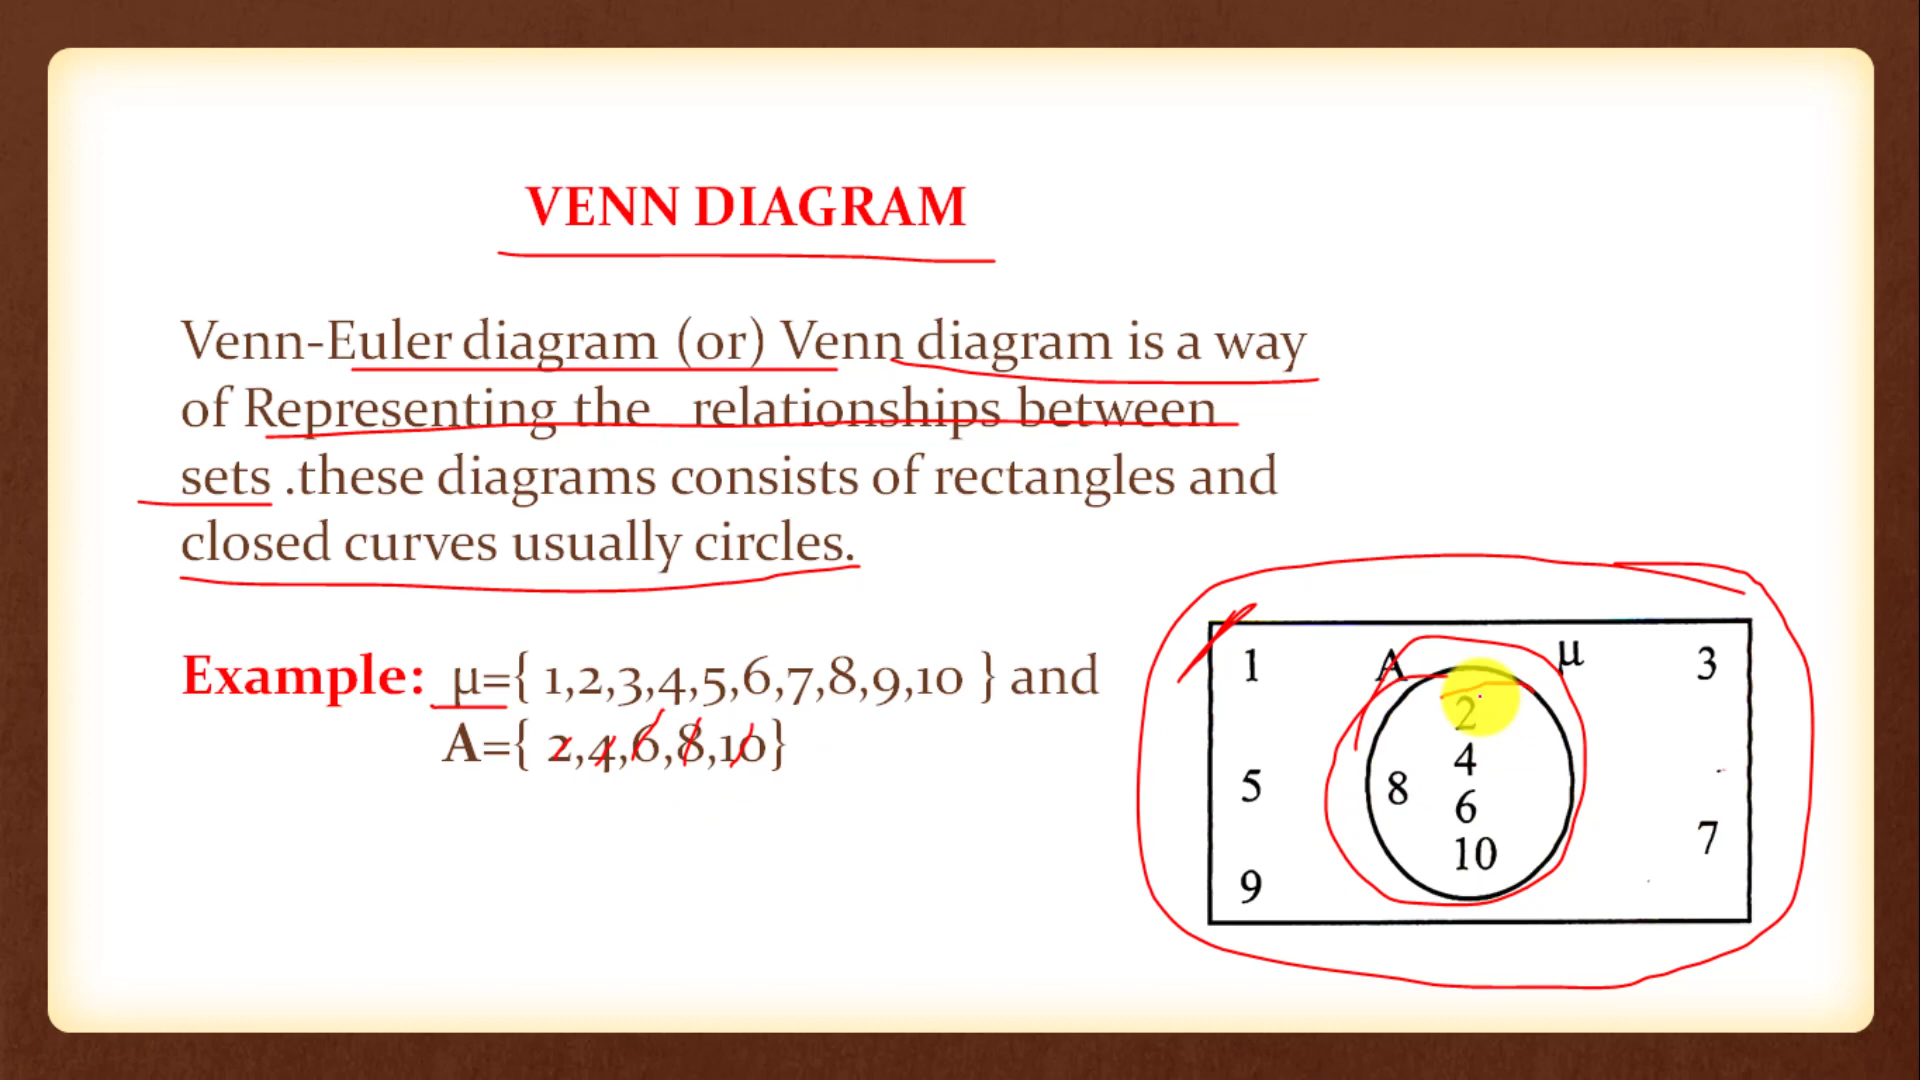 VENN DIAGRAM
Venn-Euler diagram (or) Venn diagram is a way
of Representing the relationships between
sets .these diagrams consists of rectangles and
closed curves usually circles.
Example: μ={ 1,2,3,4,5,6,7,8,9,10 } and
A={ 2,4,6,8,10}
1 A μ 3
2
4
5 8
6
7
10
9